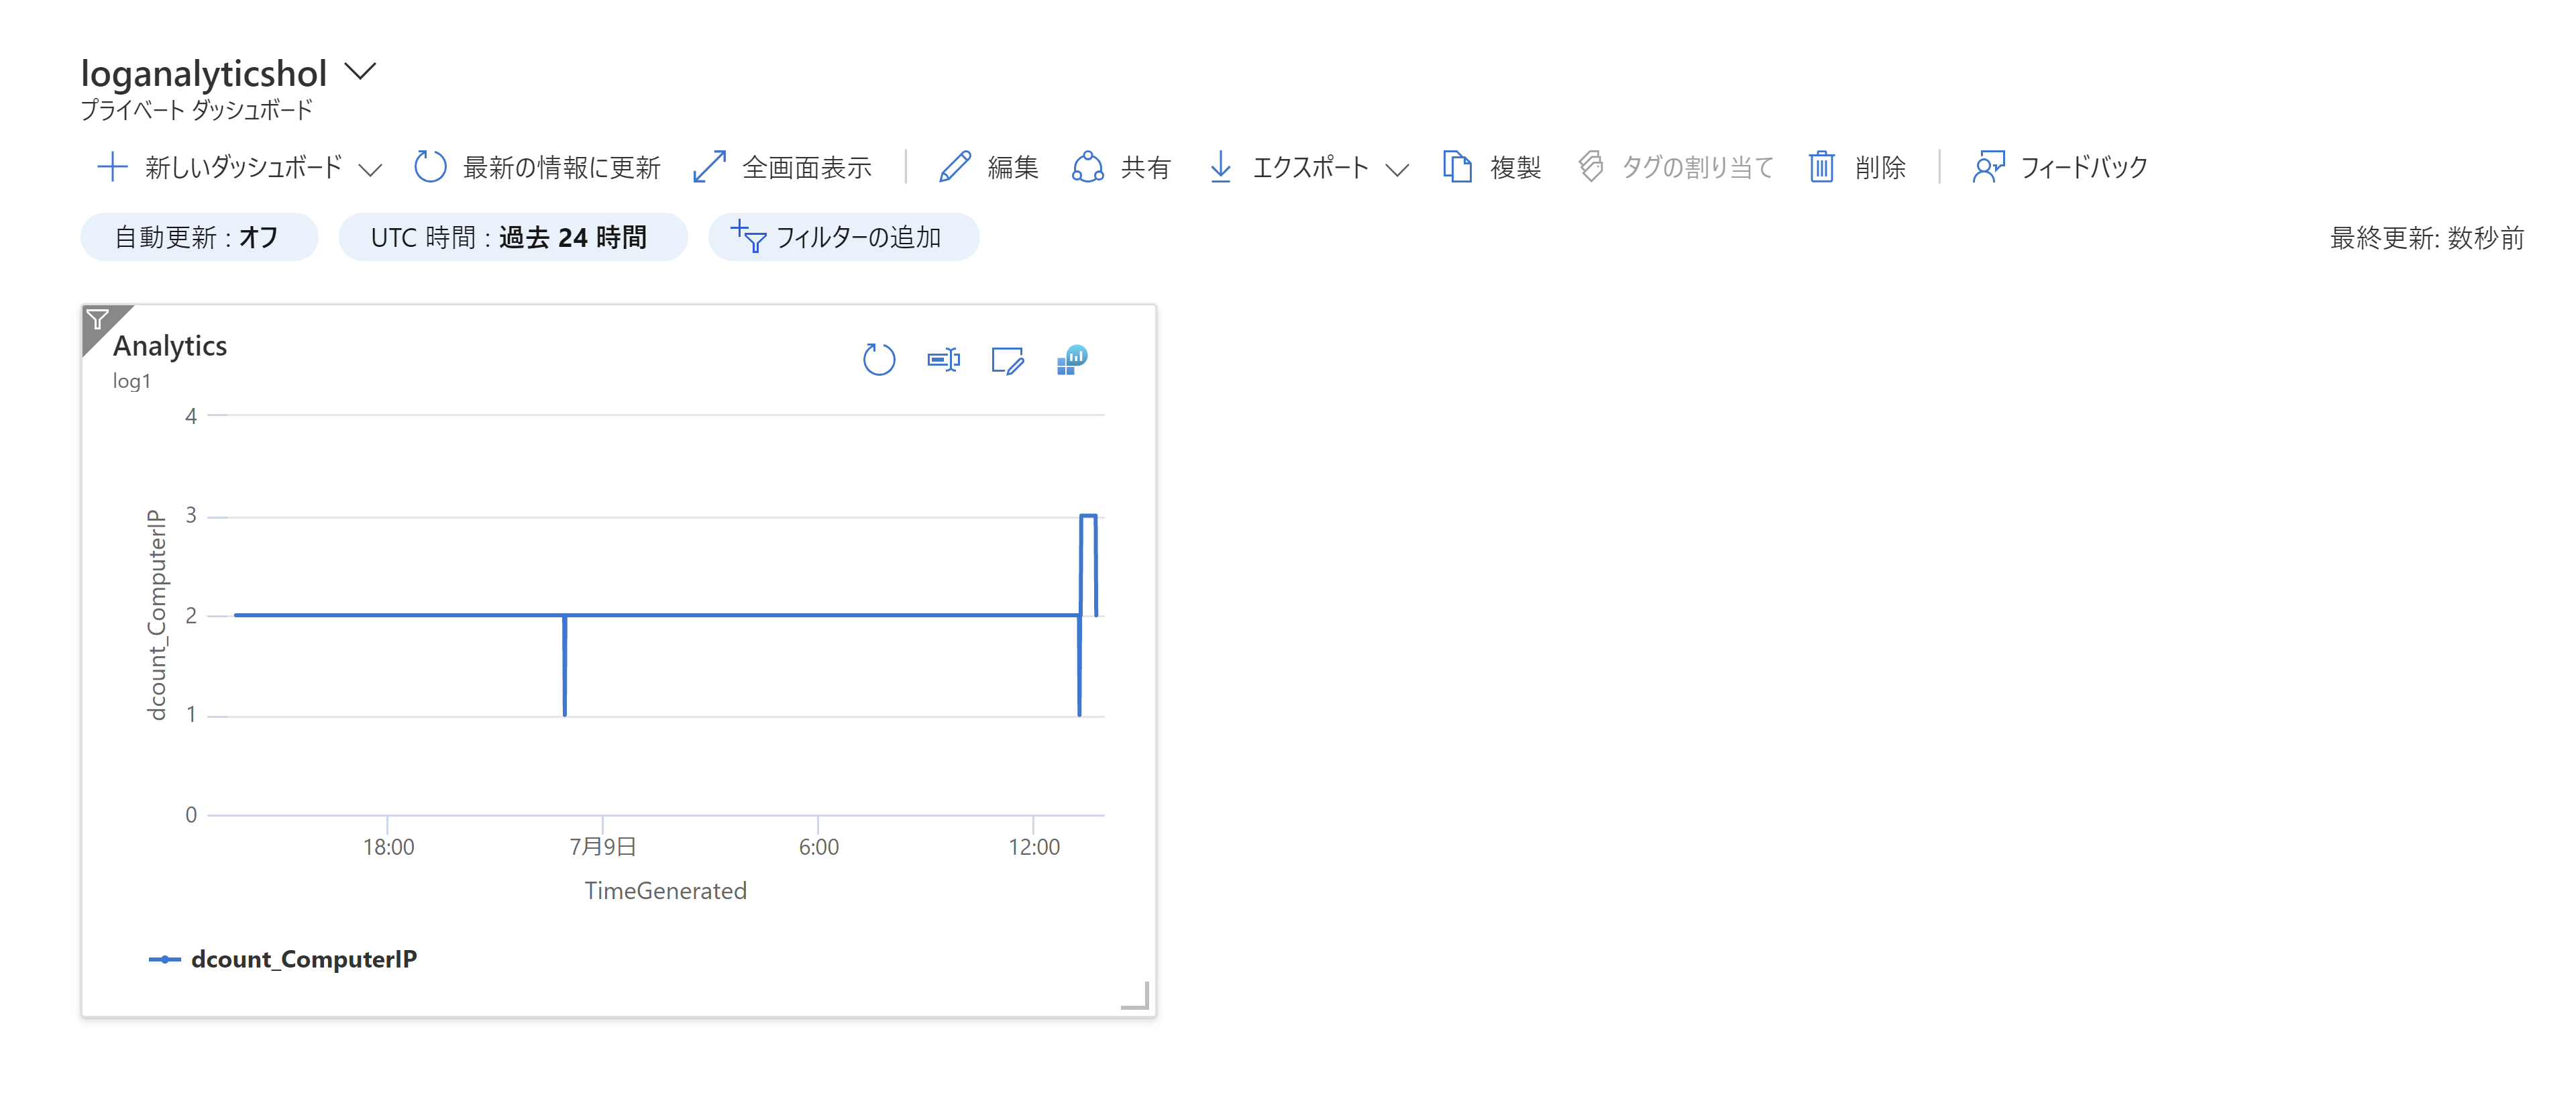 loganalyticshol
プライベート ダッシュボード
新しいダッシュボード 最新の情報に更新 全画面表示 編集 共有 エクスポート 複製 タグの割り当て 削除 フィードバック
自動更新 : オフ UTC 時間 : 過去 24 時間 フィルターの追加 最終更新: 数秒前
Analytics
log1
4
3
2
1
0
dcount_ComputerIP
18:00 7月9日 6:00 12:00
TimeGenerated
dcount_ComputerIP